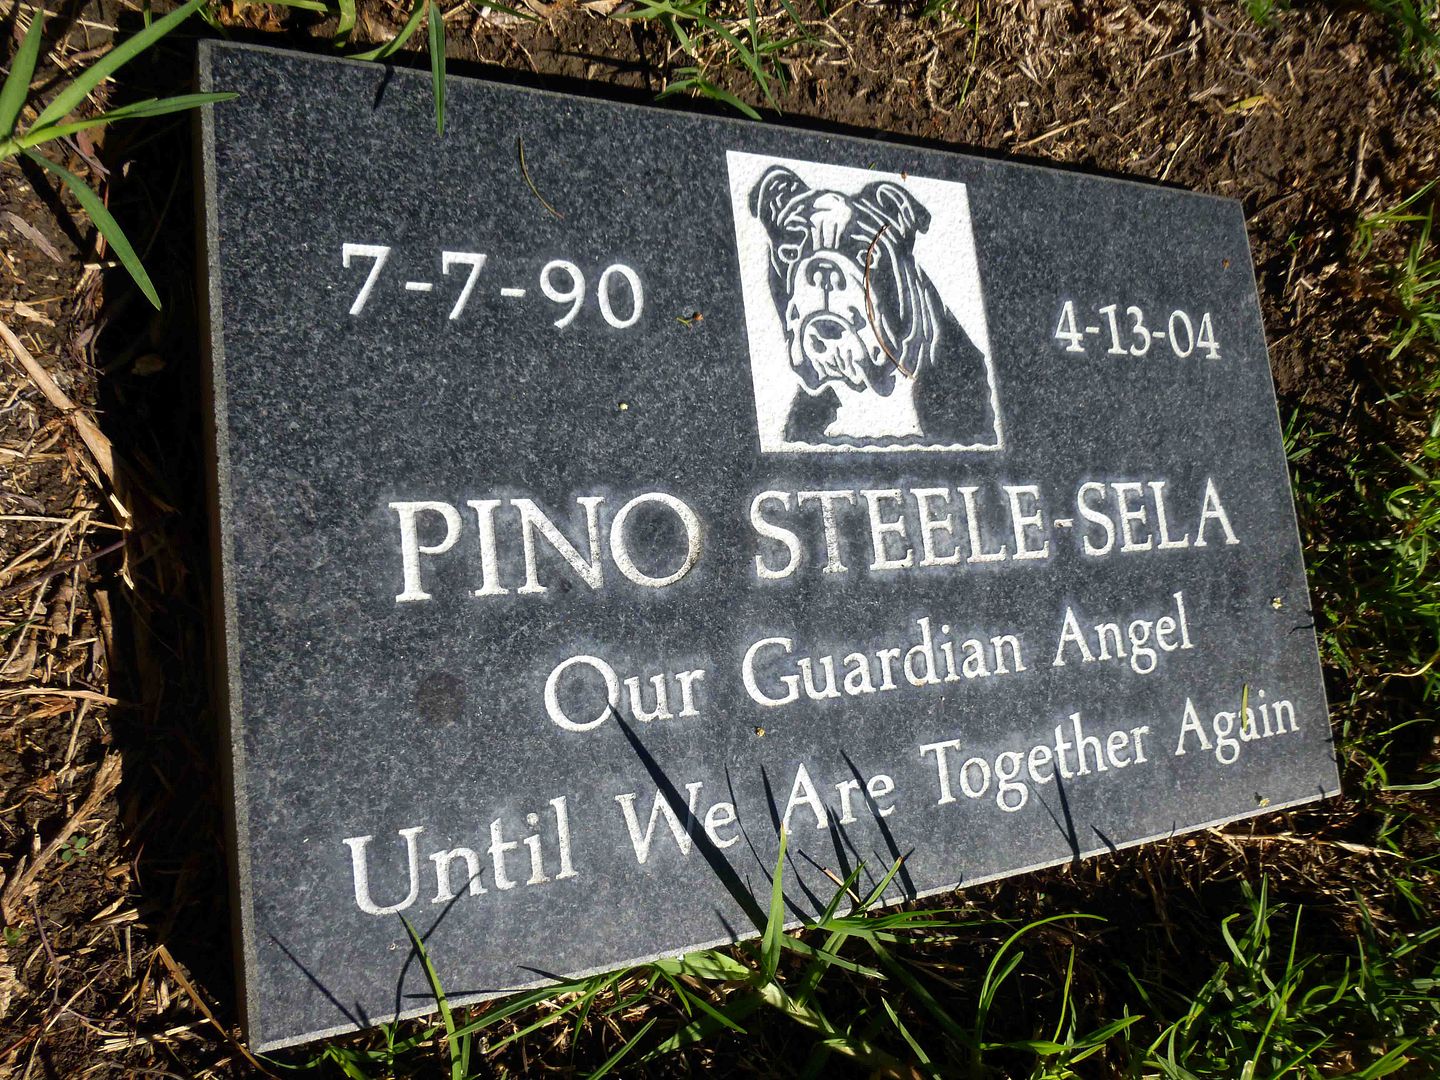 7-7-90
4-13-04
PINO STEELE-SELA
Our Guardian Angel
Until We Are Together Again